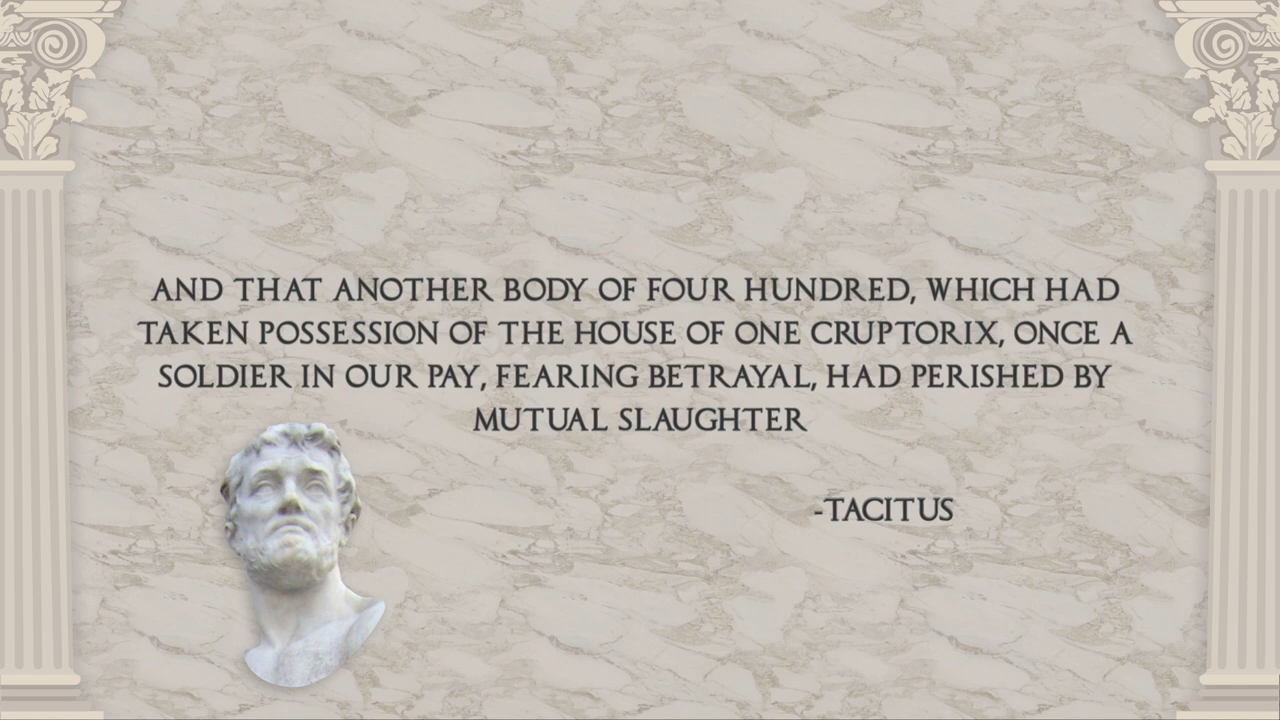 AND THAT ANOTHER BODY OF FOUR HUNDRED, WHICH HAD
TAKEN POSSESSION OF THE HOUSE OF ONE CRUPTORIX, ONCE A
SOLDIER IN OUR PAY, FEARING BETRAYAL, HAD PERISHED BY
MUTUAL SLAUGHTER
-TACITUS